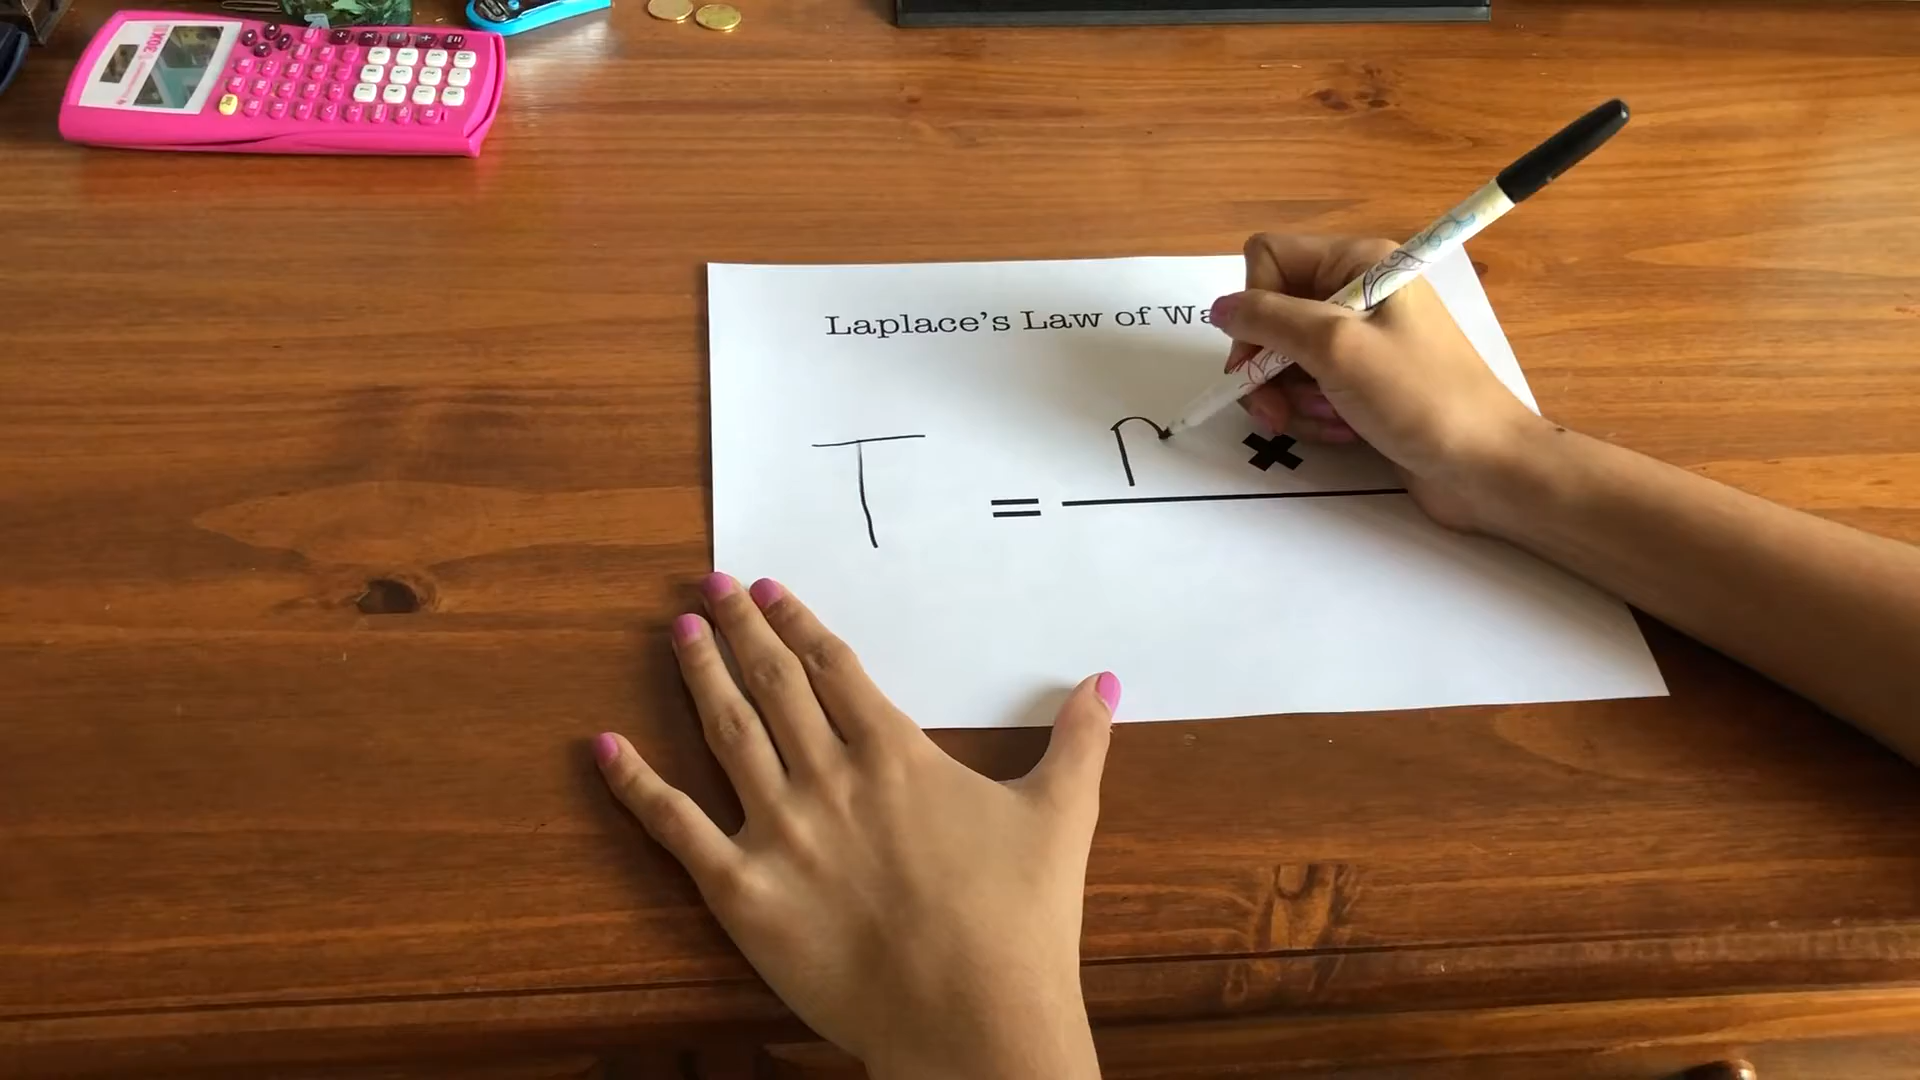 Laplace's Law of Wa
T = r ×